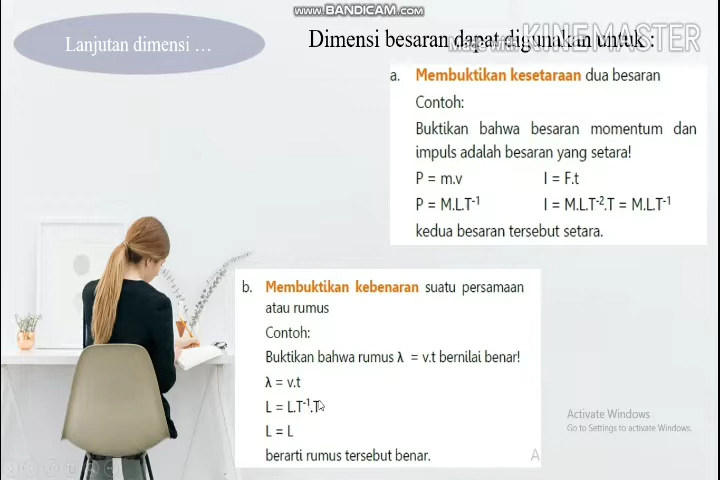 www.BANDICAM.com
Lanjutan dimensi ...
Dimensi besaran dapat digunakan untuk :
Made with KINEMASTER
a. Membuktikan kesetaraan dua besaran
Contoh:
Buktikan bahwa besaran momentum dan
impuls adalah besaran yang setara!
P = m.v I = F.t
P = M.L.T⁻¹ I = M.L.T⁻².T = M.L.T⁻¹
kedua besaran tersebut setara.
b. Membuktikan kebenaran suatu persamaan
atau rumus
Contoh:
Buktikan bahwa rumus λ = v.t bernilai benar!
λ = v.t
L = L.T⁻¹.T
L = L
berarti rumus tersebut benar.
A
Activate Windows
Go to Settings to activate Windows.